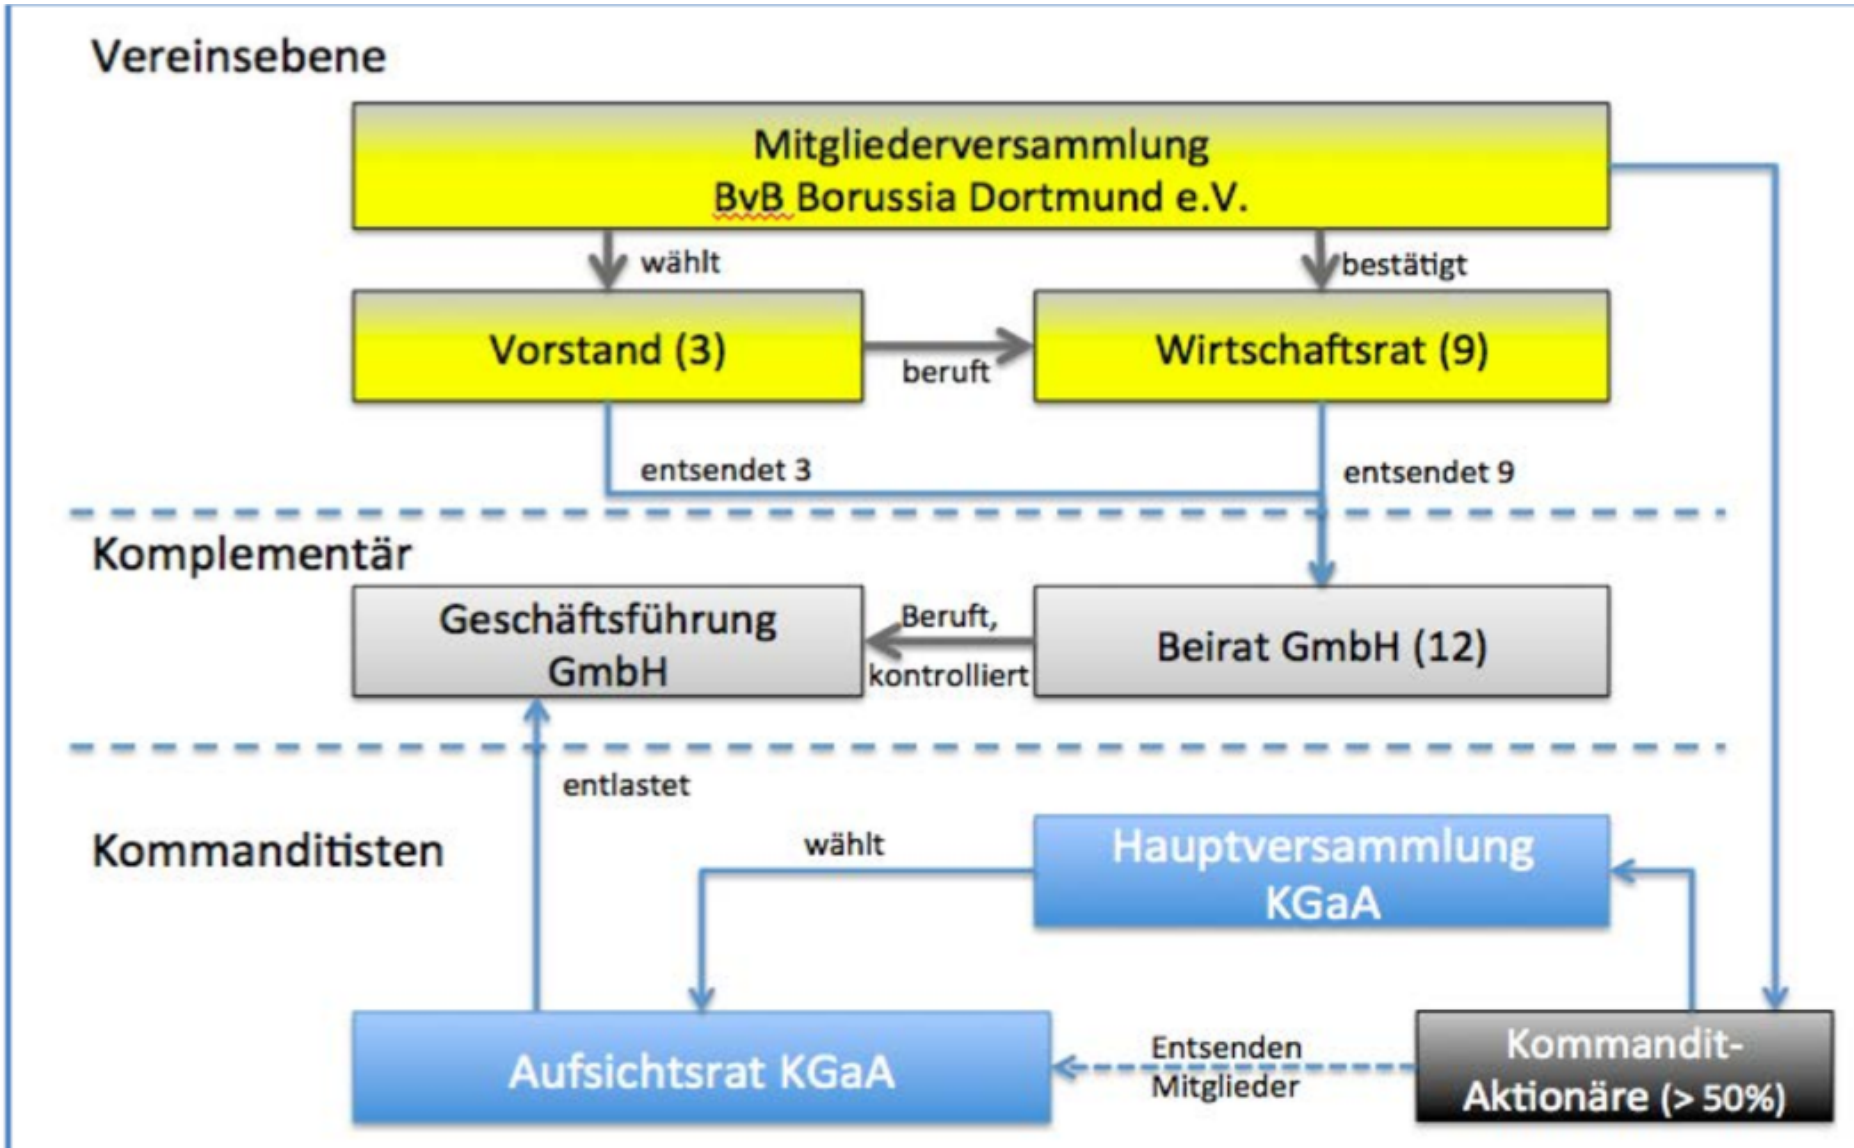 Vereinsebene
Mitgliederversammlung
BvB Borussia Dortmund e.V.
wählt
bestätigt
Vorstand (3)
beruft
Wirtschaftsrat (9)
entsendet 3
entsendet 9
Komplementär
Geschäftsführung
GmbH
Beruft,
kontrolliert
Beirat GmbH (12)
entlastet
Kommanditisten
wählt
Hauptversammlung
KGaA
Aufsichtsrat KGaA
Entsenden
Mitglieder
Kommandit-
Aktionäre (> 50%)